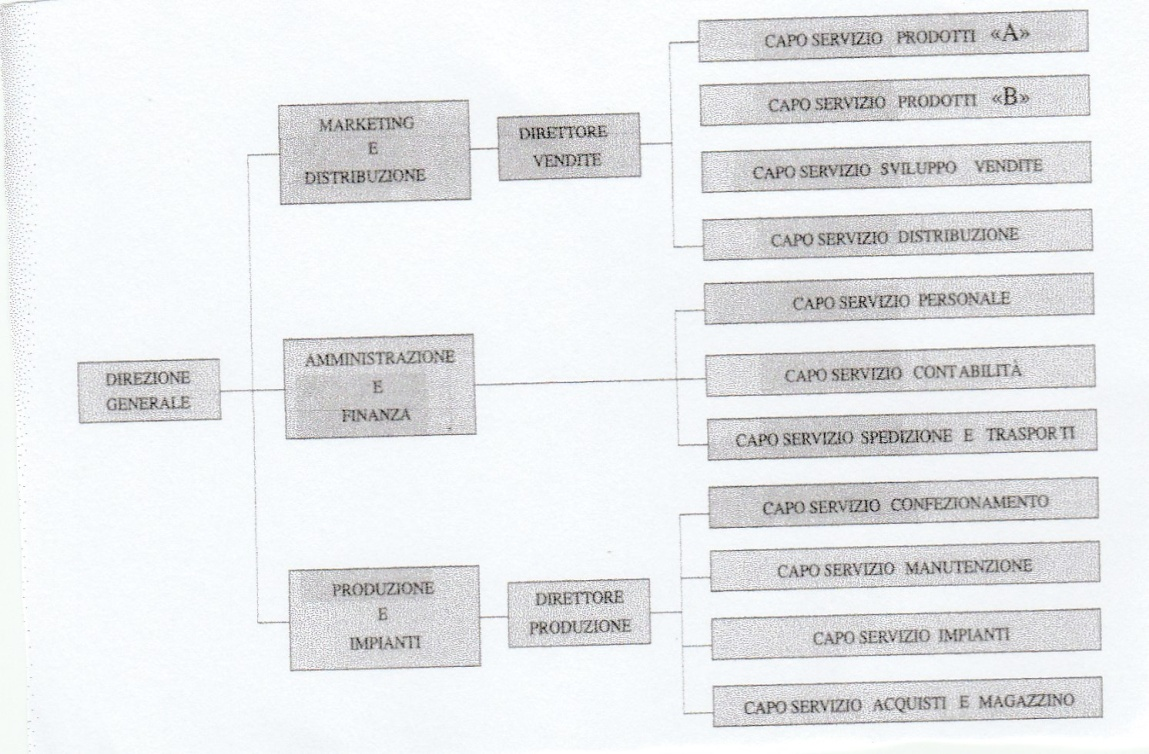 CAPO SERVIZIO PRODOTTI «A»
CAPO SERVIZIO PRODOTTI «B»
MARKETING
E
DISTRIBUZIONE
DIRETTORE
VENDITE
CAPO SERVIZIO SVILUPPO VENDITE
CAPO SERVIZIO DISTRIBUZIONE
CAPO SERVIZIO PERSONALE
DIREZIONE
GENERALE
AMMINISTRAZIONE
E
FINANZA
CAPO SERVIZIO CONTABILITÀ
CAPO SERVIZIO SPEDIZIONE E TRASPORTI
CAPO SERVIZIO CONFEZIONAMENTO
PRODUZIONE
E
IMPIANTI
DIRETTORE
PRODUZIONE
CAPO SERVIZIO MANUTENZIONE
CAPO SERVIZIO IMPIANTI
CAPO SERVIZIO ACQUISTI E MAGAZZINO